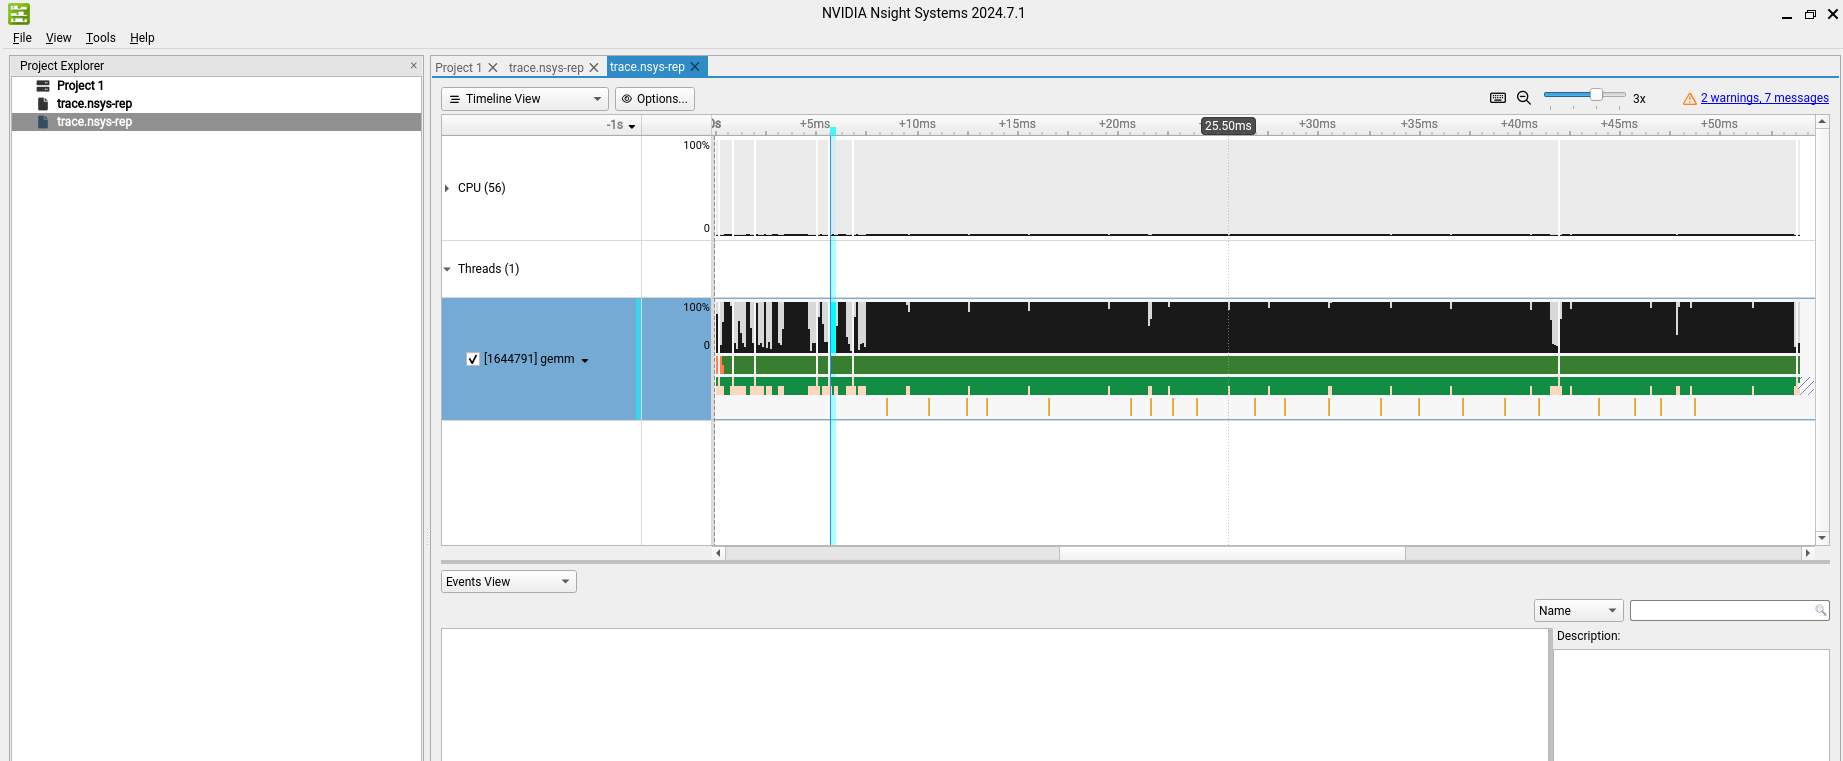 NVIDIA Nsight Systems 2024.7.1
File View Tools Help
Project Explorer
Project 1
trace.nsys-rep
trace.nsys-rep
Project 1 trace.nsys-rep trace.nsys-rep
Timeline View Options... 3x 2 warnings, 7 messages
-1s 0s +5ms +10ms +15ms +20ms 25.50ms +30ms +35ms +40ms +45ms +50ms
100%
CPU (56)
0
Threads (1)
100%
0
[1644791] gemm
Events View
Name
Description: